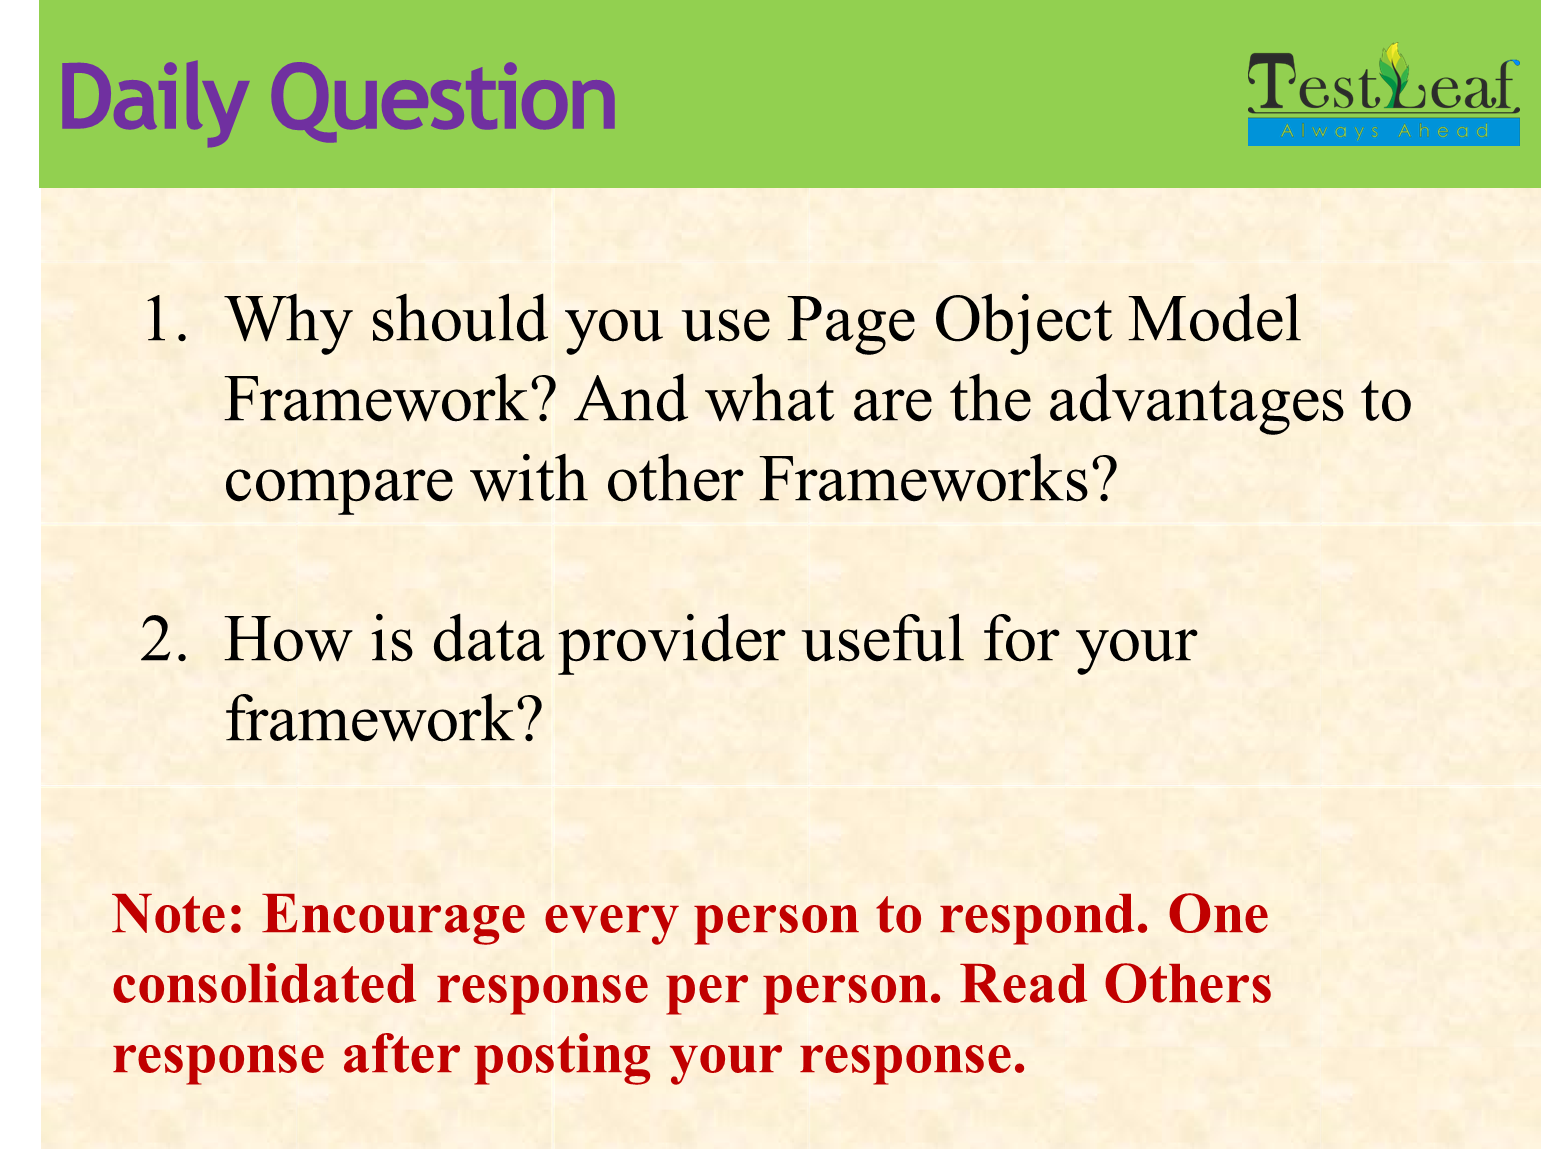 Daily Question
TestLeaf
Always Ahead
1. Why should you use Page Object Model
Framework? And what are the advantages to
compare with other Frameworks?
2. How is data provider useful for your
framework?
Note: Encourage every person to respond. One
consolidated response per person. Read Others
response after posting your response.